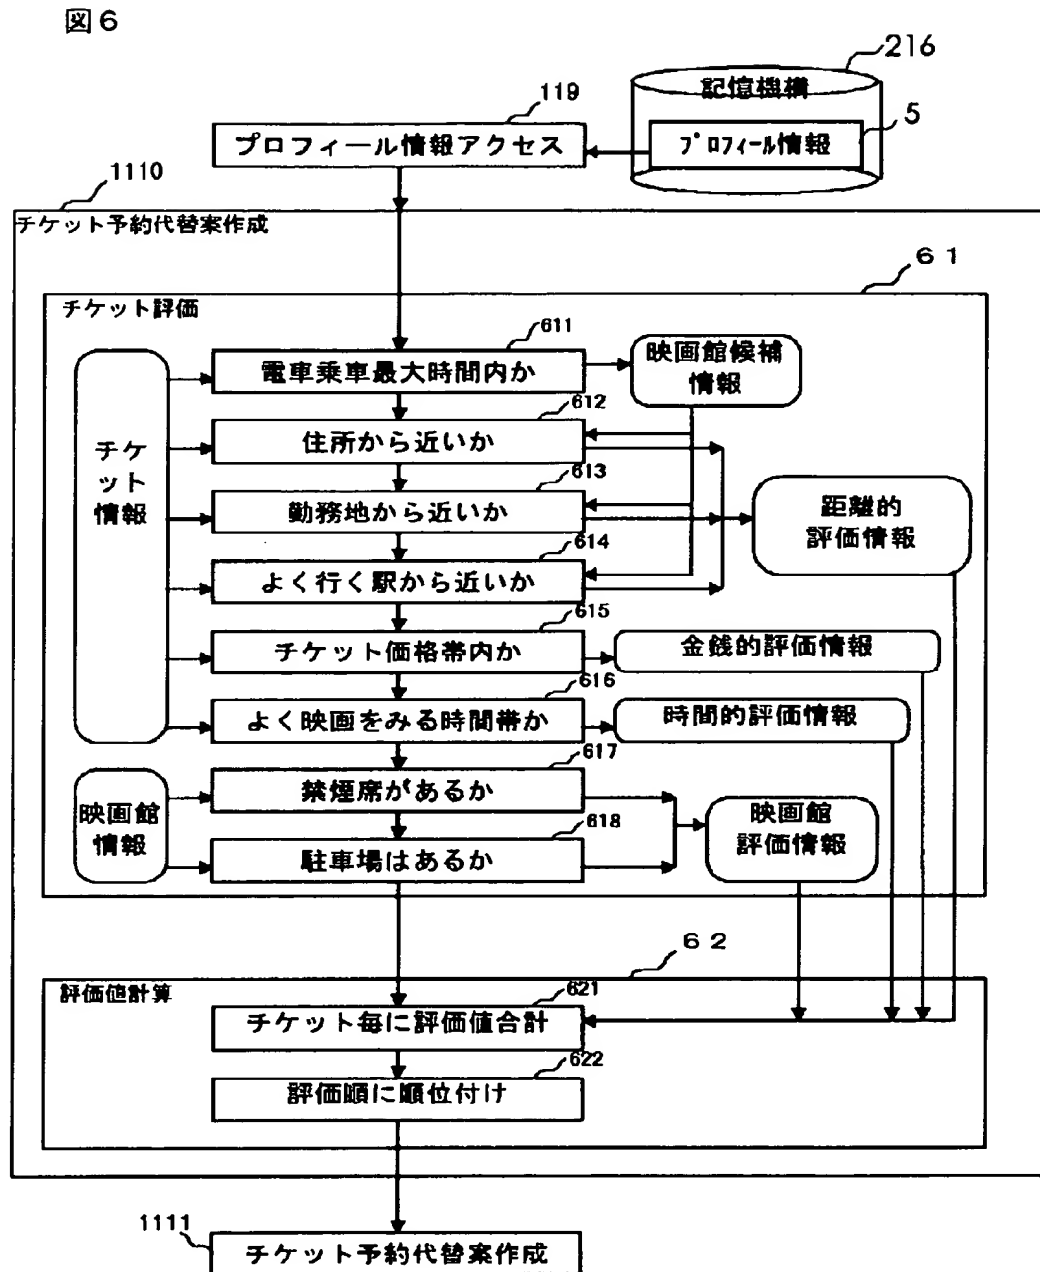 図6
216
記憶機構
119
5
プロフィール情報アクセス
プロフィール情報
1110
チケット予約代替案作成
61
チケット評価
611
電車乗車最大時間内か
映画館候補
情報
612
住所から近いか
チケ
ット
情報
613
勤務地から近いか
距離的
評価情報
614
よく行く駅から近いか
615
チケット価格帯内か
金銭的評価情報
616
よく映画をみる時間帯か
時間的評価情報
617
禁煙席があるか
映画館
情報
映画館
評価情報
618
駐車場はあるか
62
評価値計算
621
チケット毎に評価値合計
622
評価順に順位付け
1111
チケット予約代替案作成